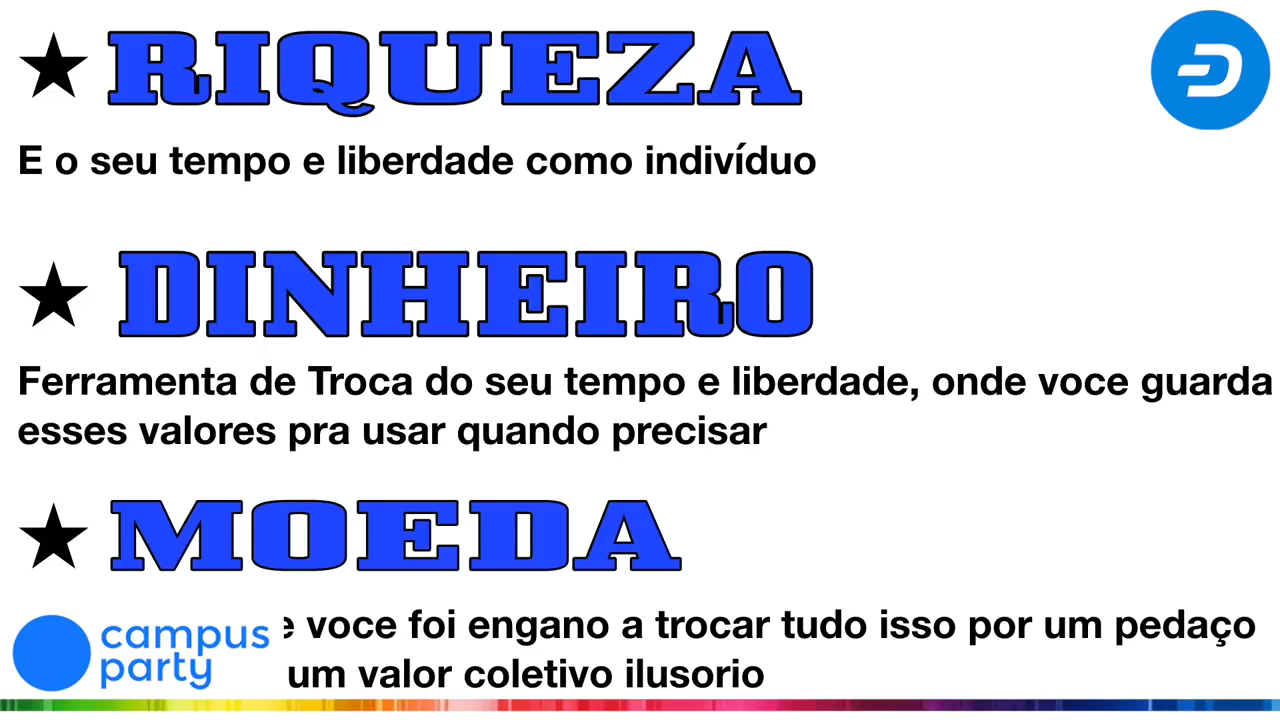 ★ RIQUEZA
E o seu tempo e liberdade como indivíduo
★ DINHEIRO
Ferramenta de Troca do seu tempo e liberdade, onde voce guarda
esses valores pra usar quando precisar
★ MOEDA
voce foi engano a trocar tudo isso por um pedaço
um valor coletivo ilusorio
campus
party